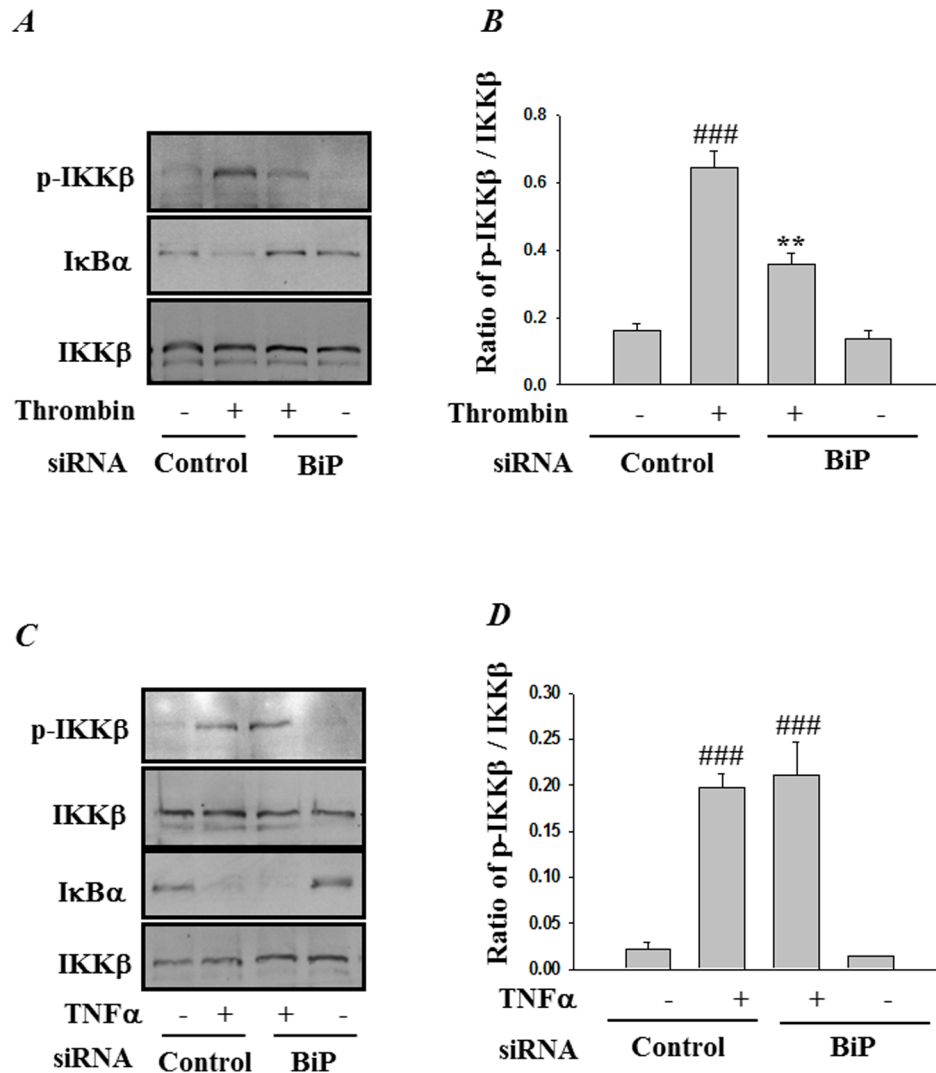 A
p-IKKβ
IκBα
IKKβ
Thrombin - + + -
siRNA Control BiP
B
Ratio of p-IKKβ / IKKβ
0.8
0.6
0.4
0.2
0.0
###
**
Thrombin - + + -
siRNA Control BiP
C
p-IKKβ
IKKβ
IκBα
IKKβ
TNFα - + + -
siRNA Control BiP
D
Ratio of p-IKKβ / IKKβ
0.30
0.25
0.20
0.15
0.10
0.05
0.00
###
###
TNFα - + + -
siRNA Control BiP